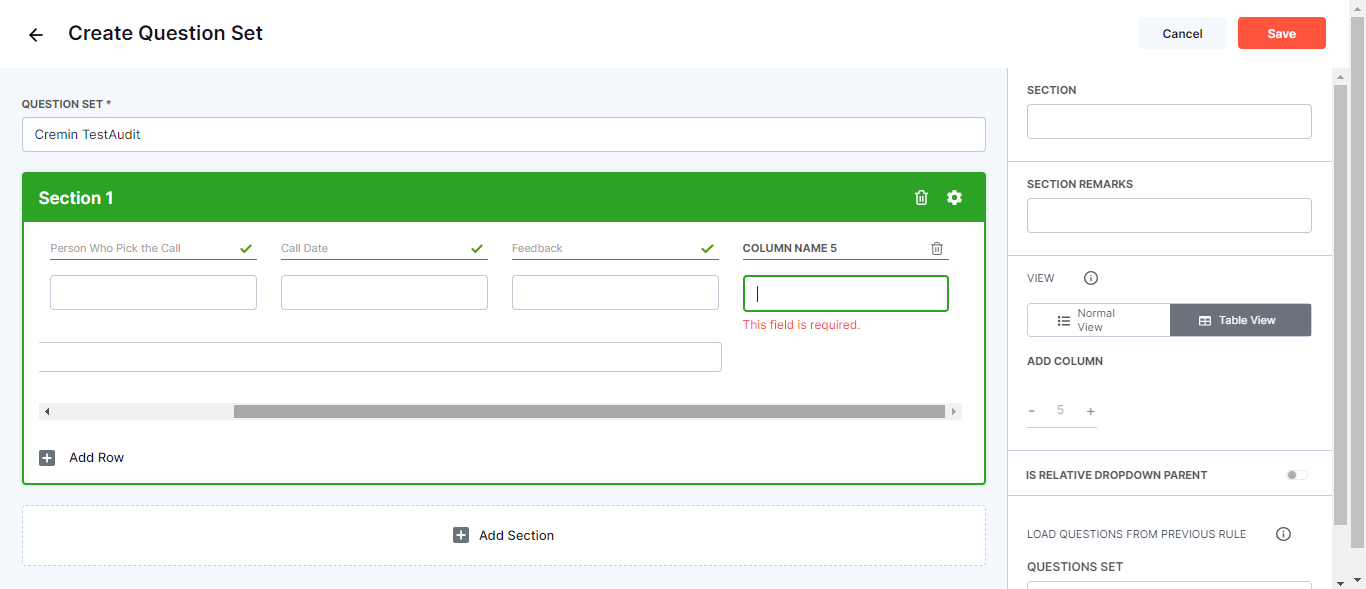 Create Question Set
Cancel
Save
QUESTION SET *
Cremin TestAudit
Section 1
Person Who Pick the Call
Call Date
Feedback
COLUMN NAME 5
This field is required.
Add Row
Add Section
SECTION
SECTION REMARKS
VIEW
Normal
View
Table View
ADD COLUMN
- 5 +
IS RELATIVE DROPDOWN PARENT
LOAD QUESTIONS FROM PREVIOUS RULE
QUESTIONS SET